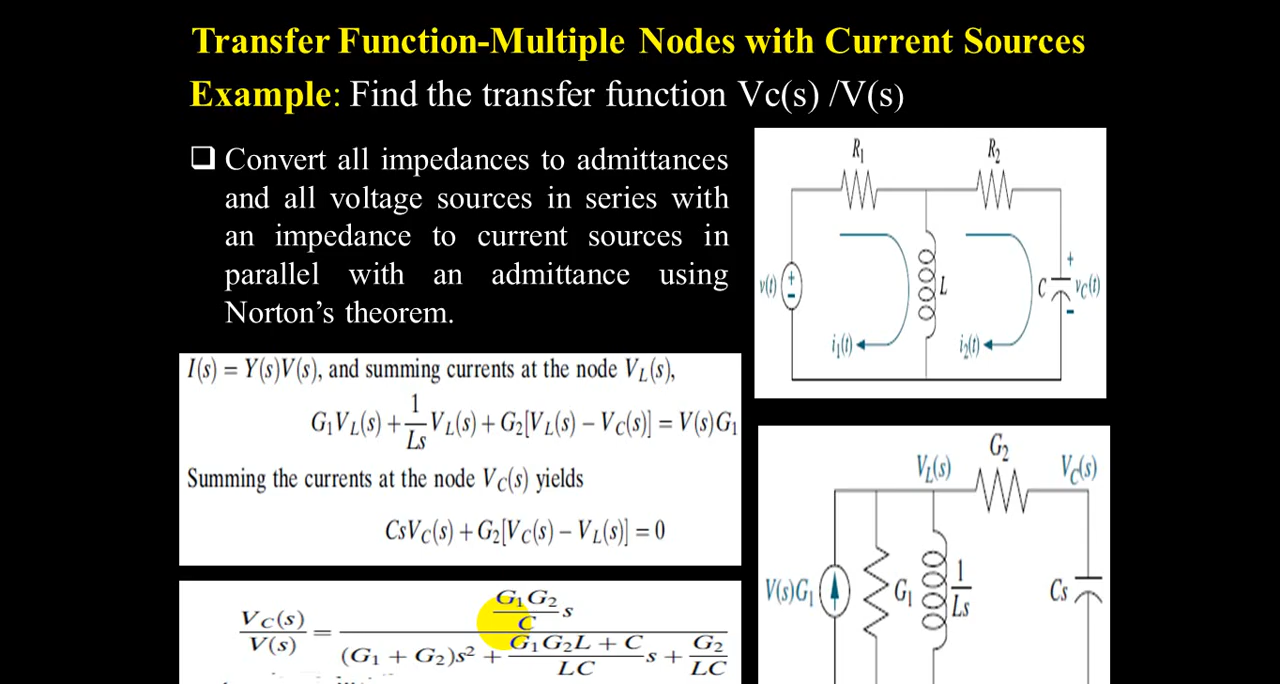 Transfer Function-Multiple Nodes with Current Sources
Example: Find the transfer function Vc(s) /V(s)
❑ Convert all impedances to admittances
and all voltage sources in series with
an impedance to current sources in
parallel with an admittance using
Norton’s theorem.
I(s) = Y(s)V(s), and summing currents at the node V_L(s),
G₁V_L(s) + 1/Ls V_L(s) + G₂[V_L(s) – V_C(s)] = V(s)G₁
Summing the currents at the node V_C(s) yields
CsV_C(s) + G₂[V_C(s) – V_L(s)] = 0
V_C(s)/V(s) = (G₁G₂/C s)/((G₁ + G₂)s² + (G₁G₂L + C)/LC s + G₂/LC)
R₁ R₂
v(t) + – L C + v_C(t) –
i₁(t) i₂(t)
G₂
V_L(s) V_C(s)
V(s)G₁ G₁ 1/Ls Cs